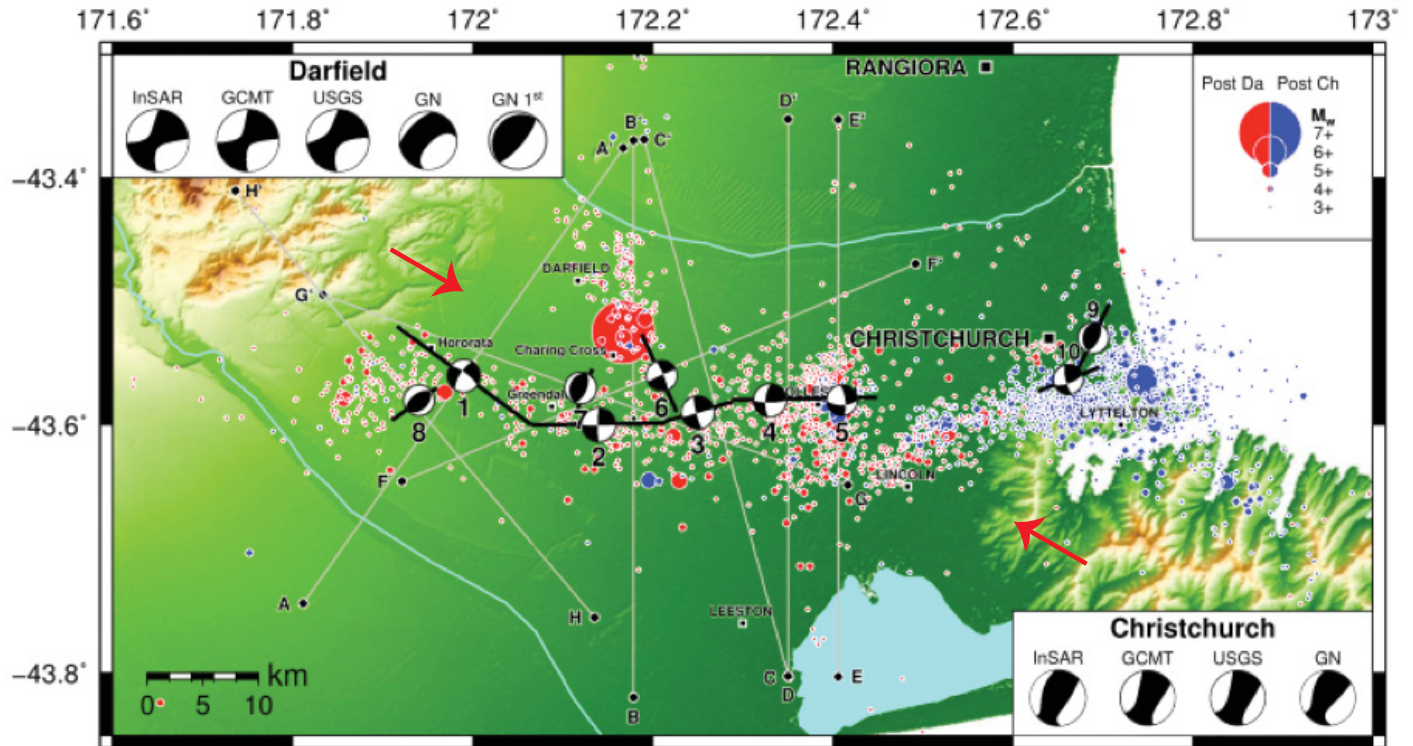 171.6˚ 171.8˚ 172˚ 172.2˚ 172.4˚ 172.6˚ 172.8˚ 173˚
Darfield
InSAR GCMT USGS GN GN 1st
RANGIORA
Post Da Post Ch
Mw
7+
6+
5+
4+
3+
D'
E'
B'
A' C'
−43.4˚
H'
DARFIELD
F'
G'
Hororata
Charing Cross
CHRISTCHURCH
9
10
1
8
Greendale
7
2
6
3
4
5
LYTTELTON
−43.6˚
F
LINCOLN
G
A
H
LEESTON
C
D
E
B
−43.8˚
km
0 5 10
Christchurch
InSAR GCMT USGS GN